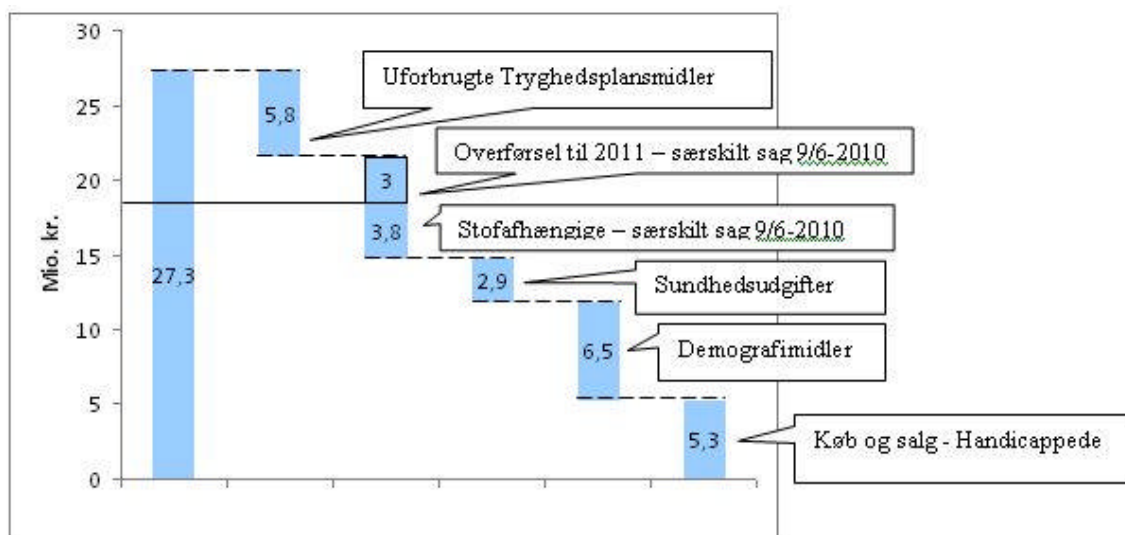 30
25
20
15
10
5
0
Mio. kr.
27,3
5,8
3
3,8
2,9
6,5
5,3
Uforbrugte Tryghedsplansmidler
Overførsel til 2011 – særskilt sag 9/6-2010
Stofafhængige – særskilt sag 9/6-2010
Sundhedsudgifter
Demografimidler
Køb og salg - Handicappede